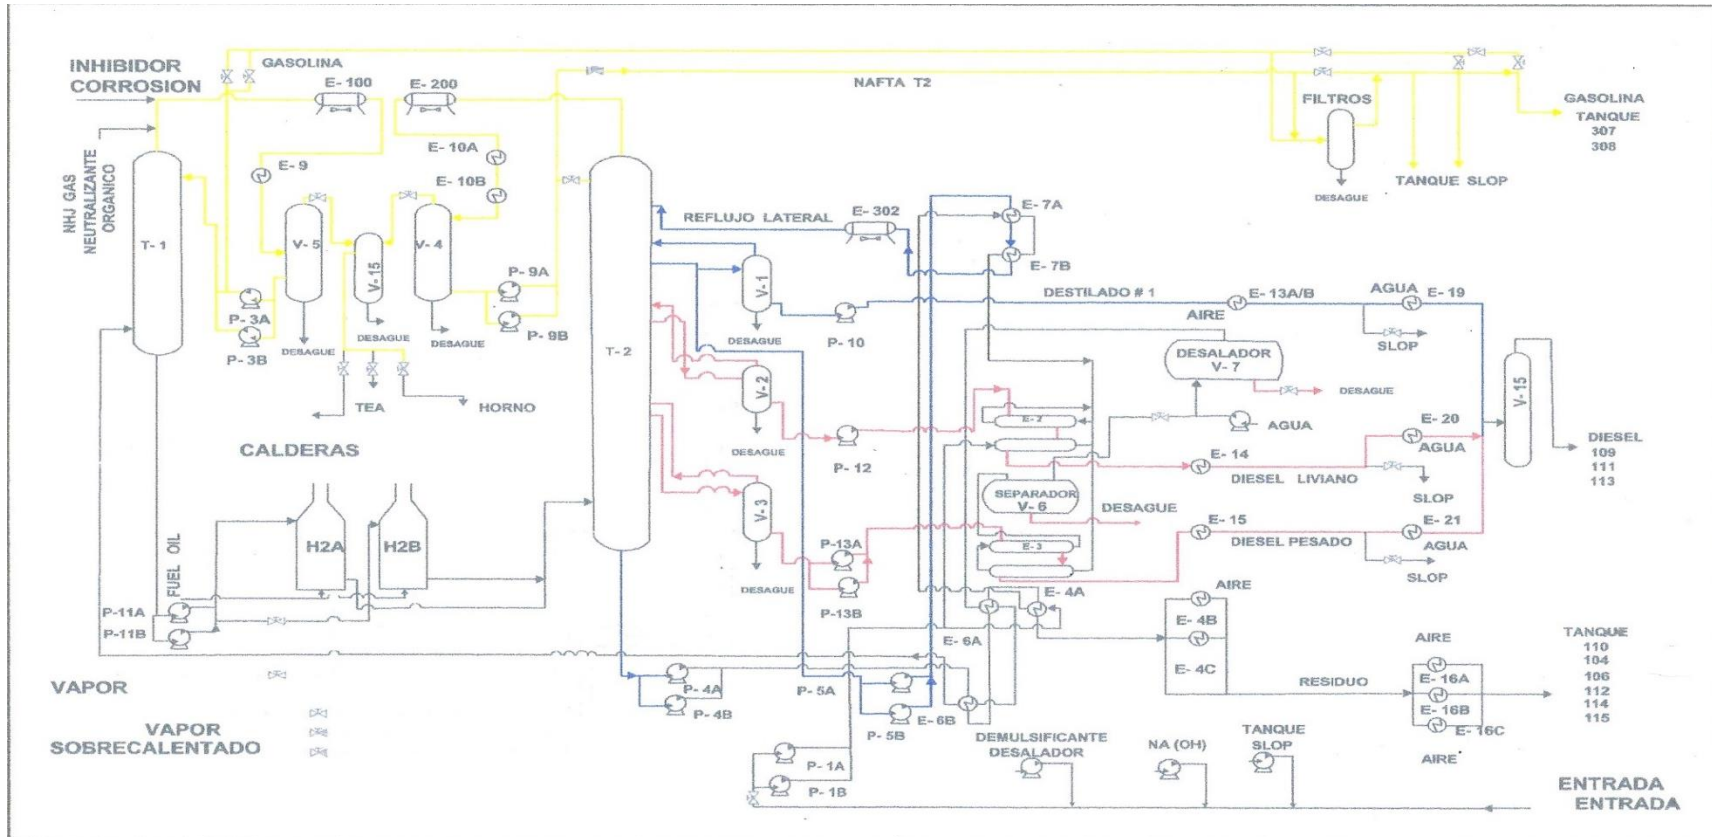 INHIBIDOR
CORROSION
GASOLINA
E- 100
E- 200
NAFTA T2
FILTROS
GASOLINA
TANQUE
307
308
DESAGUE
TANQUE SLOP
NHJ GAS
NEUTRALIZANTE
ORGANICO
T- 1
E- 9
E- 10A
E- 10B
V- 5
V-15
V- 4
P- 3A
P- 3B
DESAGUE
DESAGUE
DESAGUE
P- 9A
P- 9B
TEA
HORNO
T- 2
REFLUJO LATERAL
E- 302
E- 7A
E- 7B
V-1
DESAGUE
P- 10
DESTILADO # 1
E- 13A/B
AIRE
AGUA
E- 19
SLOP
DESALADOR
V- 7
DESAGUE
AGUA
V-15
V- 2
DESAGUE
P- 12
E- 2
E- 14
DIESEL LIVIANO
E- 20
AGUA
SLOP
DIESEL
109
111
113
V- 3
DESAGUE
P-13A
P-13B
SEPARADOR
V- 6
DESAGUE
E- 3
E- 15
DIESEL PESADO
E- 21
AGUA
SLOP
CALDERAS
H2A
H2B
FUEL OIL
P-11A
P-11B
E- 4A
E- 6A
E- 6B
AIRE
E- 4B
E- 4C
RESIDUO
AIRE
E- 16A
E- 16B
E- 16C
AIRE
TANQUE
110
104
106
112
114
115
P- 4A
P- 4B
P- 5A
P- 5B
P- 1A
P- 1B
VAPOR
VAPOR
SOBRECALENTADO
DEMULSIFICANTE
DESALADOR
NA (OH)
TANQUE
SLOP
ENTRADA
ENTRADA